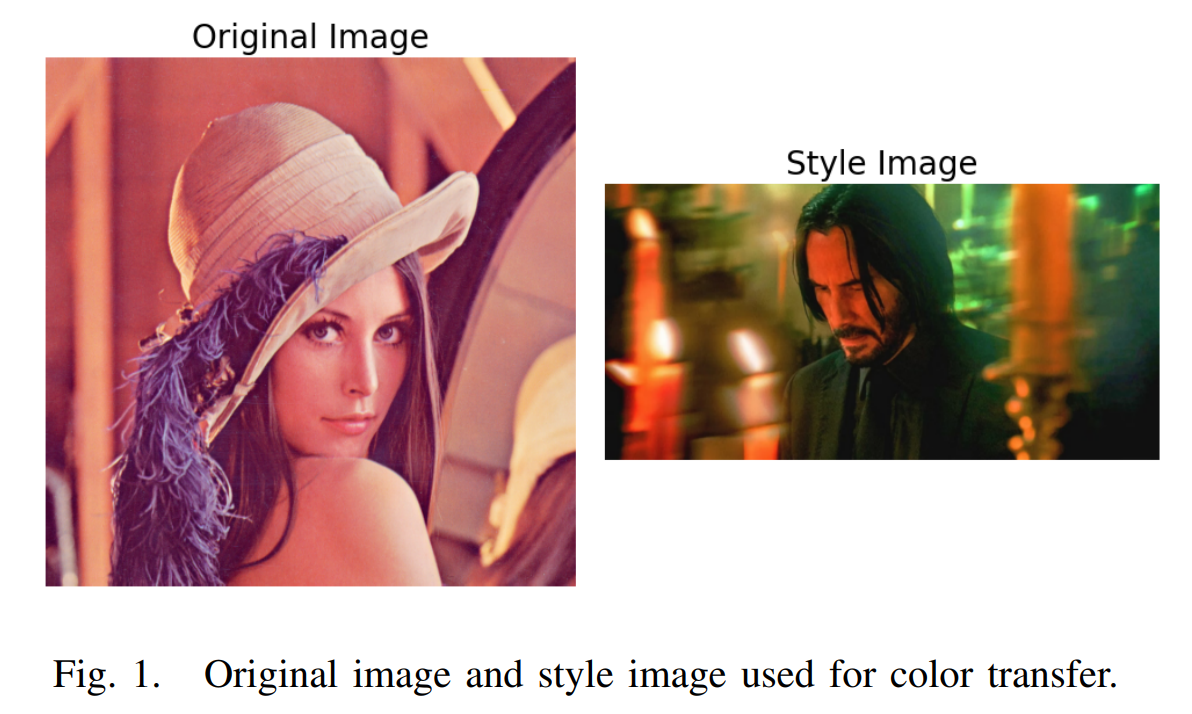 Original Image
Style Image
Fig. 1. Original image and style image used for color transfer.